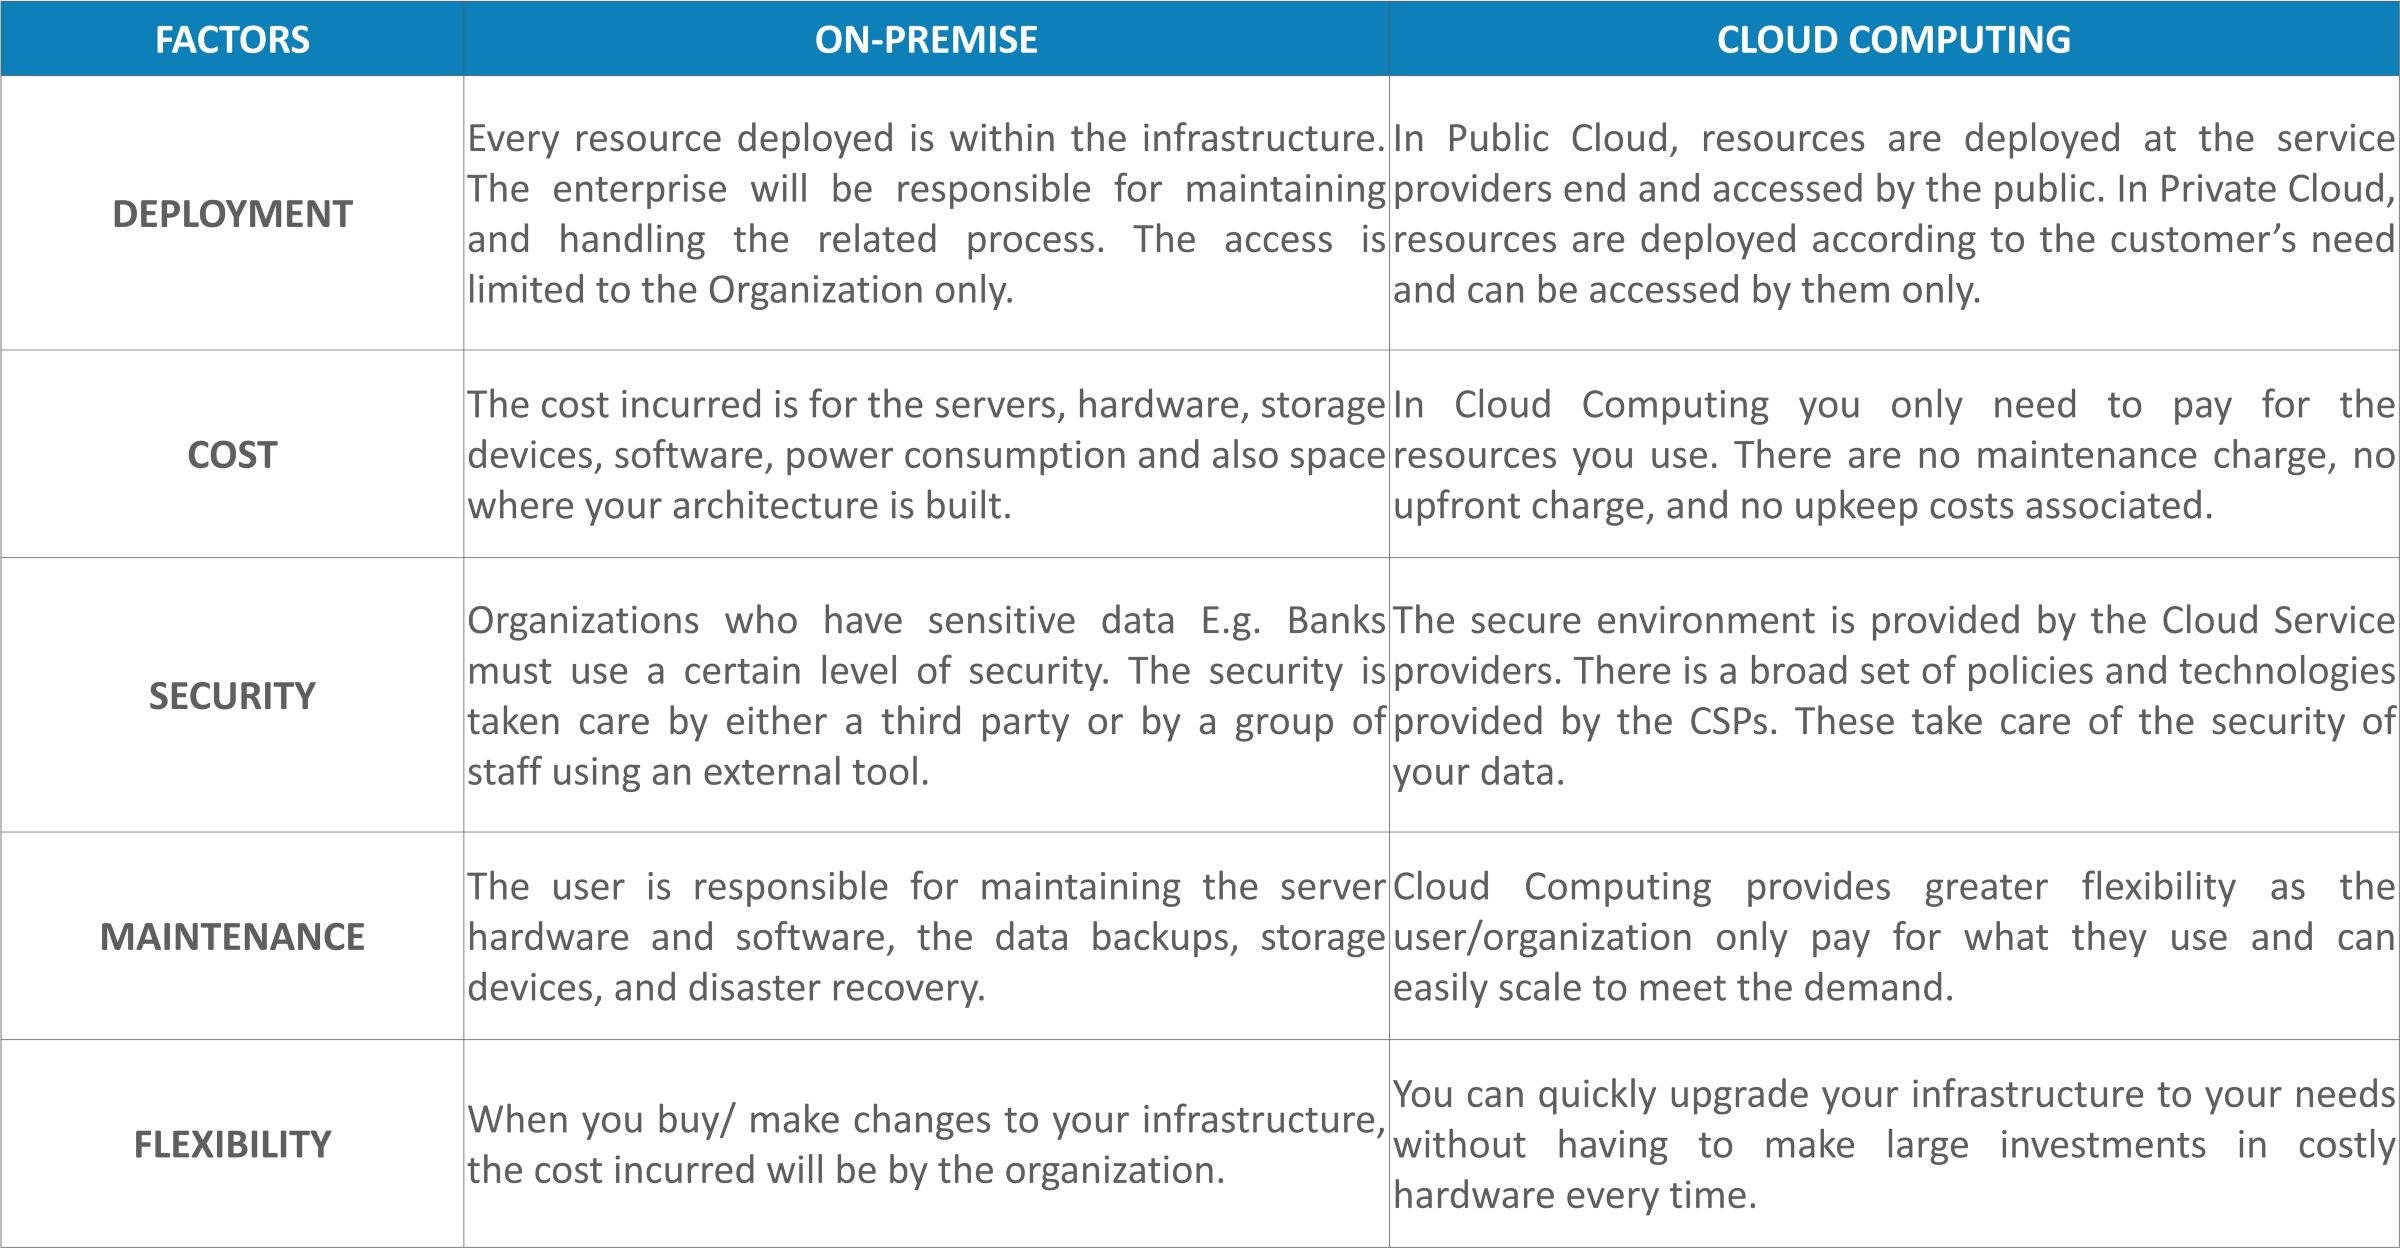 FACTORS
ON-PREMISE
CLOUD COMPUTING
DEPLOYMENT
Every resource deployed is within the infrastructure.
The enterprise will be responsible for maintaining
and handling the related process. The access is
limited to the Organization only.
In Public Cloud, resources are deployed at the service
providers end and accessed by the public. In Private Cloud,
resources are deployed according to the customer’s need
and can be accessed by them only.
COST
The cost incurred is for the servers, hardware, storage
devices, software, power consumption and also space
where your architecture is built.
In Cloud Computing you only need to pay for the
resources you use. There are no maintenance charge, no
upfront charge, and no upkeep costs associated.
SECURITY
Organizations who have sensitive data E.g. Banks
must use a certain level of security. The security is
taken care by either a third party or by a group of
staff using an external tool.
The secure environment is provided by the Cloud Service
providers. There is a broad set of policies and technologies
provided by the CSPs. These take care of the security of
your data.
MAINTENANCE
The user is responsible for maintaining the server
hardware and software, the data backups, storage
devices, and disaster recovery.
Cloud Computing provides greater flexibility as the
user/organization only pay for what they use and can
easily scale to meet the demand.
FLEXIBILITY
When you buy/ make changes to your infrastructure,
the cost incurred will be by the organization.
You can quickly upgrade your infrastructure to your needs
without having to make large investments in costly
hardware every time.